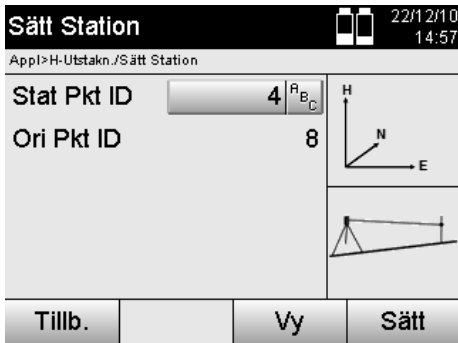 Sätt Station
22/12/10
14:57
Appl>H-Utstakn./Sätt Station
Stat Pkt ID 4 ABC
Ori Pkt ID 8
H
N
E
Tillb. Vy Sätt